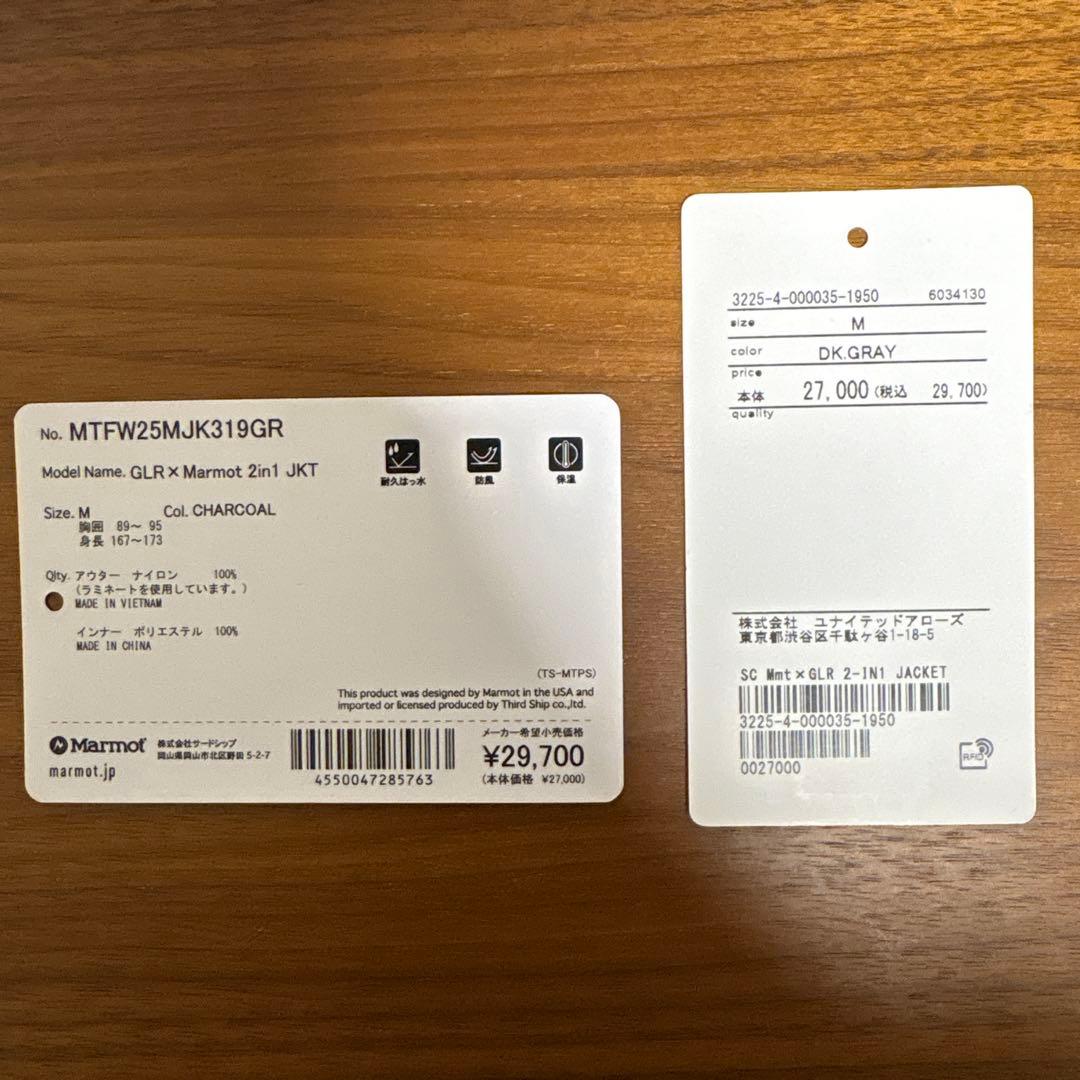 No. MTFW25MJK319GR
Model Name. GLR×Marmot 2in1 JKT
耐久はっ水 防風 保温
Size. M Col. CHARCOAL
胸囲 89～ 95
身長 167～173
Qlty. アウター ナイロン 100%
(ラミネートを使用しています。)
MADE IN VIETNAM
インナー ポリエステル 100%
MADE IN CHINA
(TS-MTPS)
This product was designed by Marmot in the USA and
imported or licensed produced by Third Ship co.,ltd.
Marmot
marmot.jp
株式会社サードシップ
岡山県岡山市北区野田 5-2-7
4550047285763
メーカー希望小売価格
¥29,700
(本体価格 ¥27,000)
3225-4-000035-1950 6034130
size M
color DK.GRAY
price
本体 27,000 (税込 29,700)
quality
株式会社 ユナイテッドアローズ
東京都渋谷区千駄ヶ谷1-18-5
SC Mmt×GLR 2-IN1 JACKET
3225-4-000035-1950
0027000
RFID